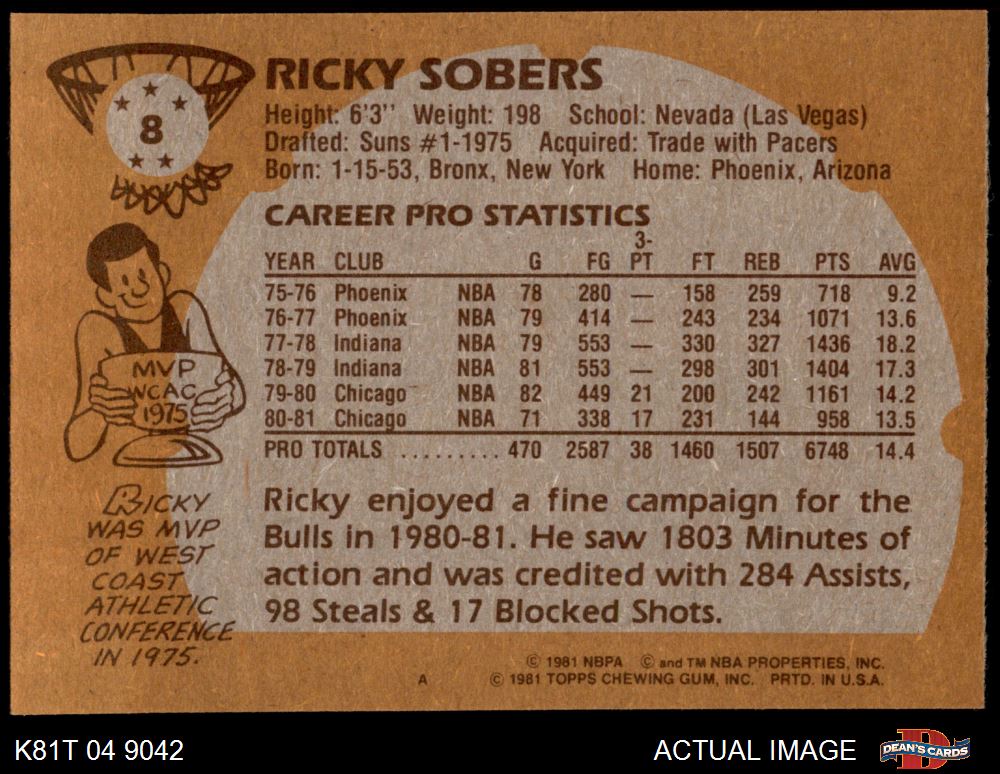 8
RICKY SOBERS
Height: 6'3'' Weight: 198 School: Nevada (Las Vegas)
Drafted: Suns #1-1975 Acquired: Trade with Pacers
Born: 1-15-53, Bronx, New York Home: Phoenix, Arizona
CAREER PRO STATISTICS
YEAR CLUB G FG 3-PT FT REB PTS AVG
75-76 Phoenix NBA 78 280 — 158 259 718 9.2
76-77 Phoenix NBA 79 414 — 243 234 1071 13.6
77-78 Indiana NBA 79 553 — 330 327 1436 18.2
78-79 Indiana NBA 81 553 — 298 301 1404 17.3
79-80 Chicago NBA 82 449 21 200 242 1161 14.2
80-81 Chicago NBA 71 338 17 231 144 958 13.5
PRO TOTALS ......... 470 2587 38 1460 1507 6748 14.4
MVP
WCAC
1975
RICKY
WAS MVP
OF WEST
COAST
ATHLETIC
CONFERENCE
IN 1975.
Ricky enjoyed a fine campaign for the
Bulls in 1980-81. He saw 1803 Minutes of
action and was credited with 284 Assists,
98 Steals & 17 Blocked Shots.
© 1981 NBPA © and TM NBA PROPERTIES, INC.
A © 1981 TOPPS CHEWING GUM, INC. PRTD. IN U.S.A.
K81T 04 9042 ACTUAL IMAGE D DEAN'S CARDS